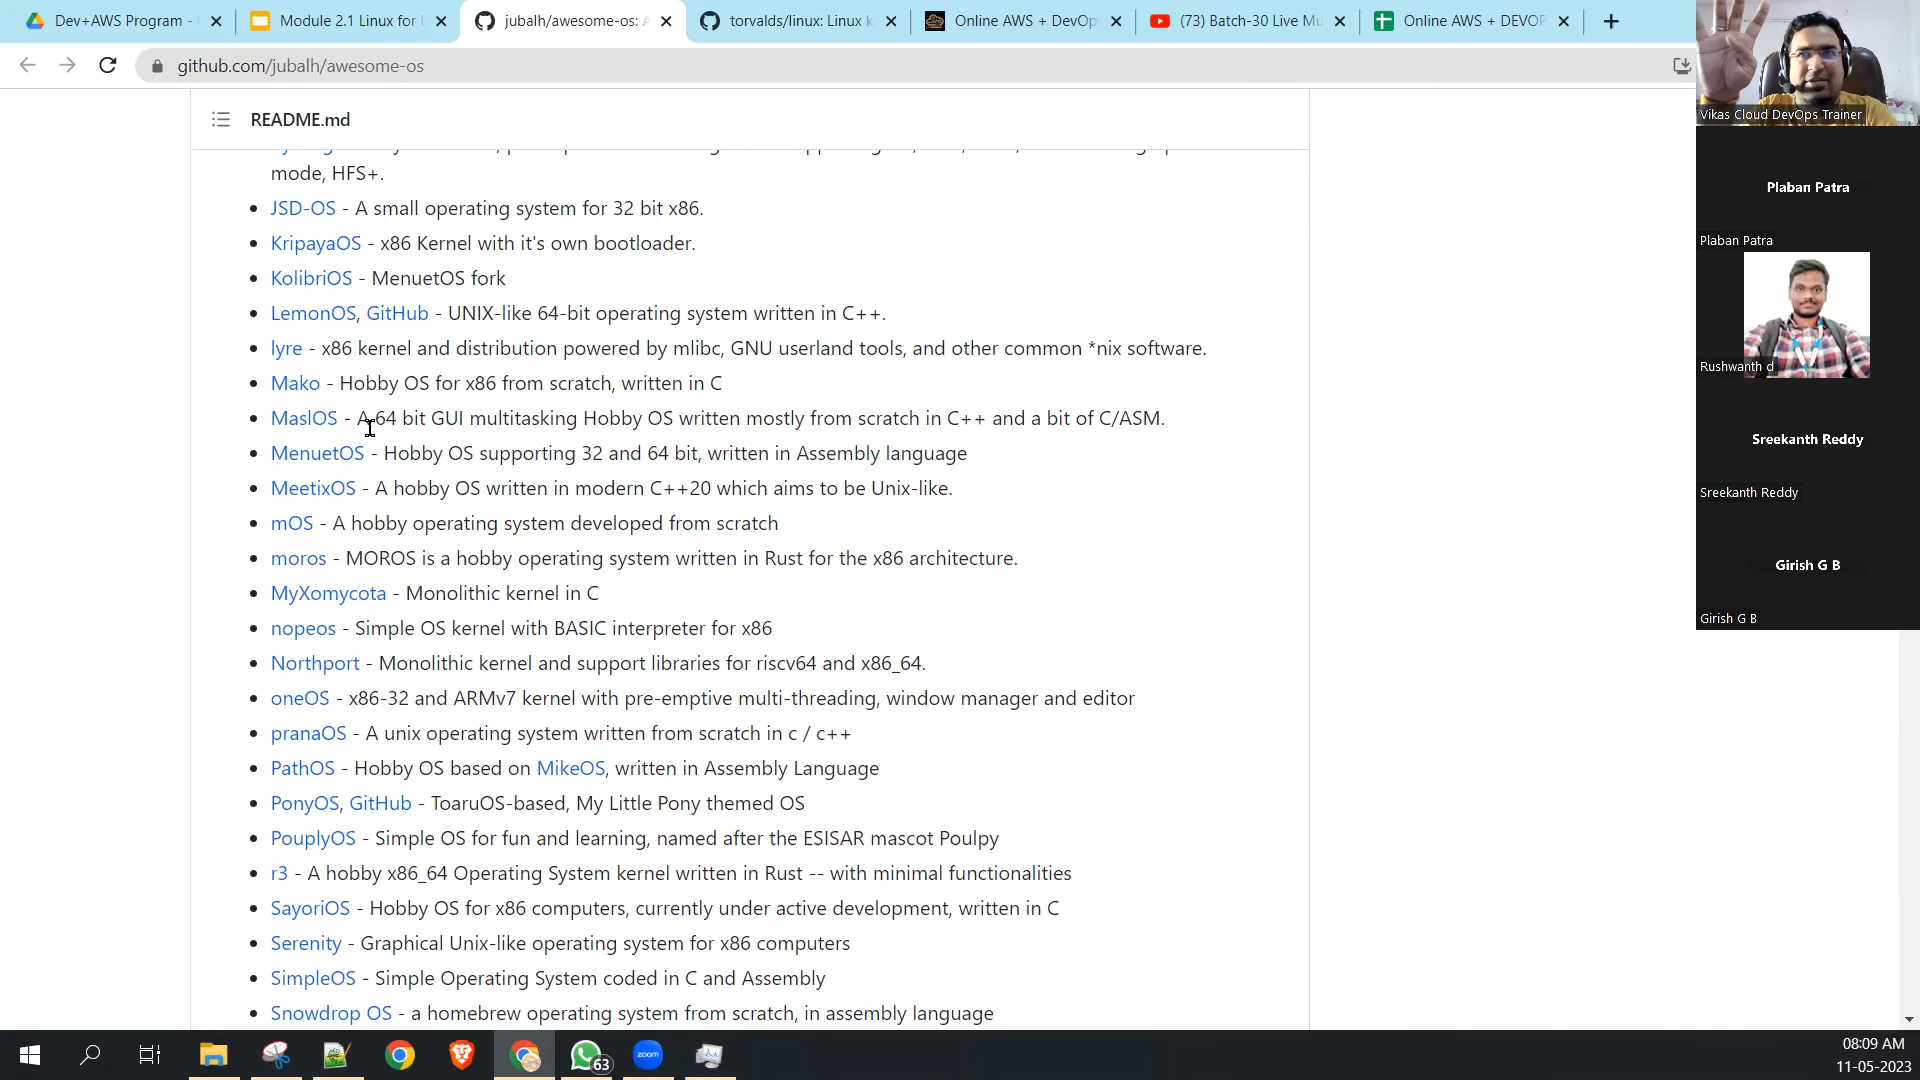 Dev+AWS Program -
Module 2.1 Linux for
jubalh/awesome-os: A
torvalds/linux: Linux k
Online AWS + DevOp
(73) Batch-30 Live Mu
Online AWS + DEVOP
github.com/jubalh/awesome-os
README.md
mode, HFS+.
JSD-OS - A small operating system for 32 bit x86.
KripayaOS - x86 Kernel with it's own bootloader.
KolibriOS - MenuetOS fork
LemonOS, GitHub - UNIX-like 64-bit operating system written in C++.
lyre - x86 kernel and distribution powered by mlibc, GNU userland tools, and other common *nix software.
Mako - Hobby OS for x86 from scratch, written in C
MaslOS - A 64 bit GUI multitasking Hobby OS written mostly from scratch in C++ and a bit of C/ASM.
MenuetOS - Hobby OS supporting 32 and 64 bit, written in Assembly language
MeetixOS - A hobby OS written in modern C++20 which aims to be Unix-like.
mOS - A hobby operating system developed from scratch
moros - MOROS is a hobby operating system written in Rust for the x86 architecture.
MyXomycota - Monolithic kernel in C
nopeos - Simple OS kernel with BASIC interpreter for x86
Northport - Monolithic kernel and support libraries for riscv64 and x86_64.
oneOS - x86-32 and ARMv7 kernel with pre-emptive multi-threading, window manager and editor
pranaOS - A unix operating system written from scratch in c / c++
PathOS - Hobby OS based on MikeOS, written in Assembly Language
PonyOS, GitHub - ToaruOS-based, My Little Pony themed OS
PouplyOS - Simple OS for fun and learning, named after the ESISAR mascot Poulpy
r3 - A hobby x86_64 Operating System kernel written in Rust -- with minimal functionalities
SayoriOS - Hobby OS for x86 computers, currently under active development, written in C
Serenity - Graphical Unix-like operating system for x86 computers
SimpleOS - Simple Operating System coded in C and Assembly
Snowdrop OS - a homebrew operating system from scratch, in assembly language
Vikas Cloud DevOps Trainer
Plaban Patra
Plaban Patra
Rushwanth d
Sreekanth Reddy
Sreekanth Reddy
Girish G B
Girish G B
63
zoom
08:09 AM
11-05-2023